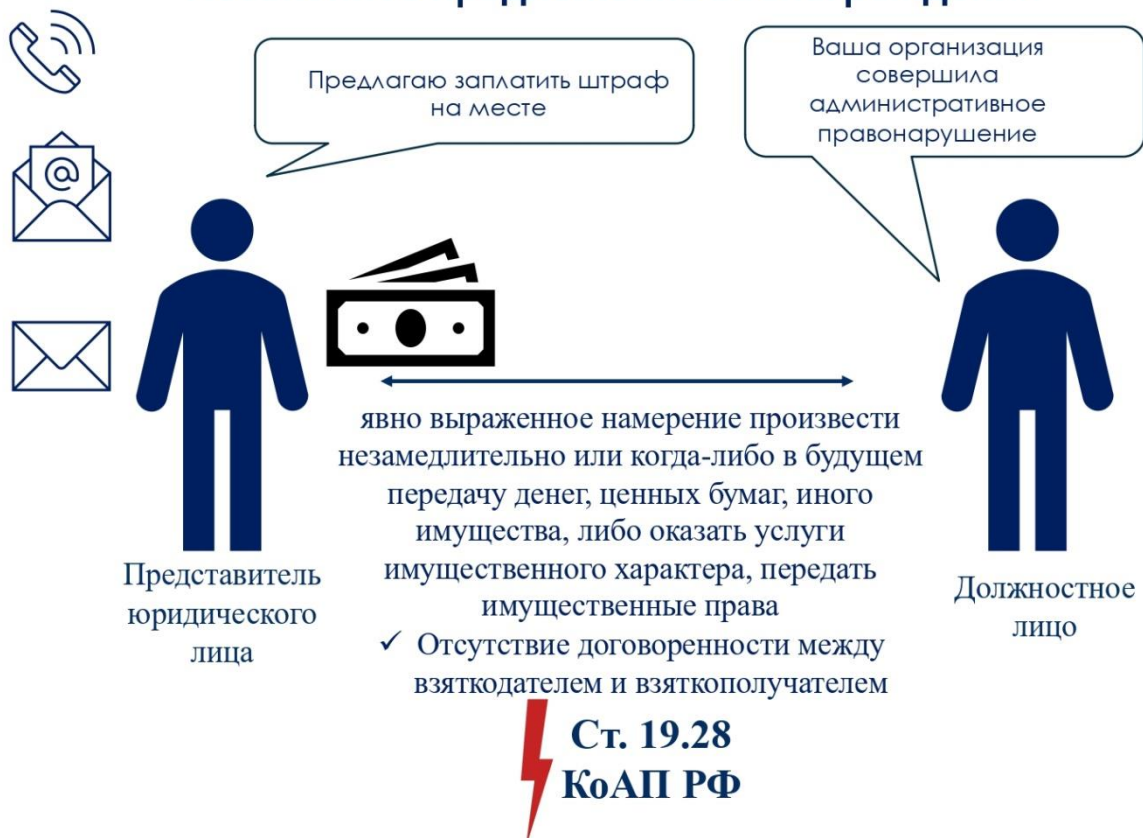 Предлагаю заплатить штраф
на месте
Ваша организация
совершила
административное
правонарушение
@
явно выраженное намерение произвести
незамедлительно или когда-либо в будущем
передачу денег, ценных бумаг, иного
имущества, либо оказать услуги
имущественного характера, передать
имущественные права
✓ Отсутствие договоренности между
взяткодателем и взяткополучателем
Представитель
юридического
лица
Должностное
лицо
Ст. 19.28
КоАП РФ